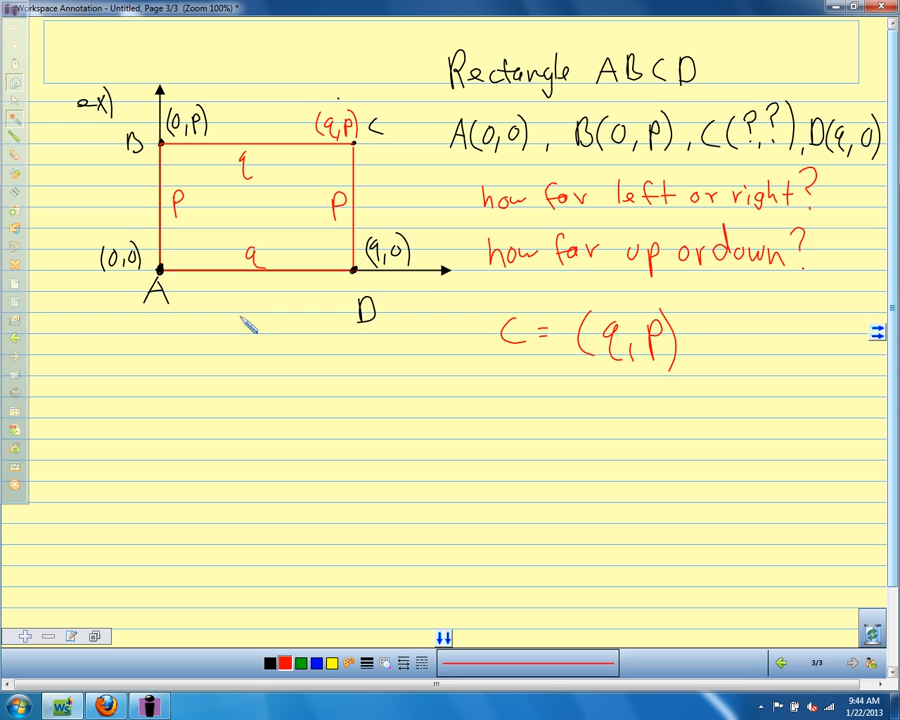 Workspace Annotation - Untitled, Page 3/3 (Zoom 100%) *
Rectangle ABCD
ex)
(0,p)
(q,p)
B
C
A(0,0), B(0,p), C(?,?), D(q,0)
q
p
p
how far left or right?
(0,0)
q
(q,0)
how far up or down?
A
D
C = (q,p)
3/3
9:44 AM
1/22/2013